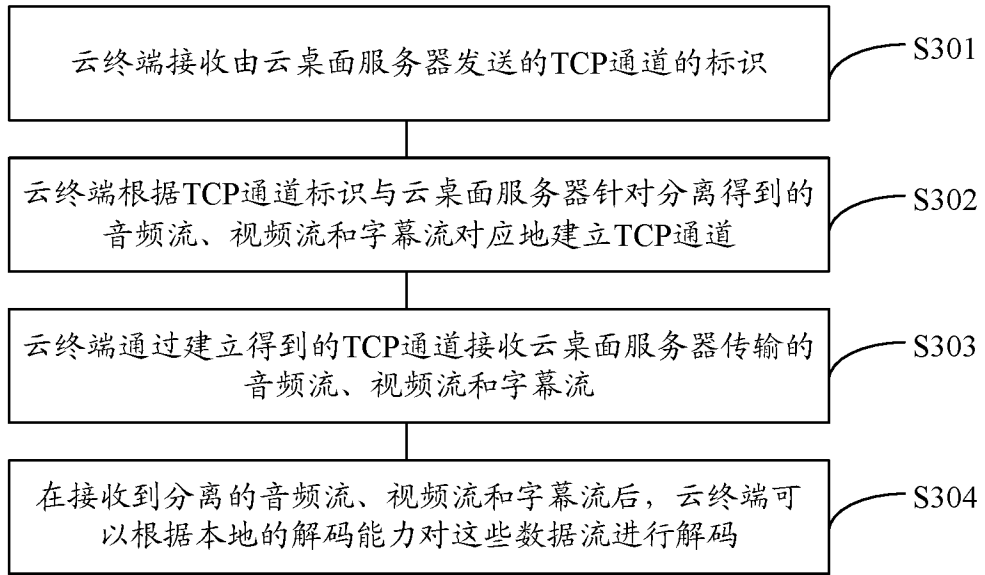 云终端接收由云桌面服务器发送的TCP通道的标识
S301
云终端根据TCP通道标识与云桌面服务器针对分离得到的
音频流、视频流和字幕流对应地建立TCP通道
S302
云终端通过建立得到的TCP通道接收云桌面服务器传输的
音频流、视频流和字幕流
S303
在接收到分离的音频流、视频流和字幕流后，云终端可
以根据本地的解码能力对这些数据流进行解码
S304